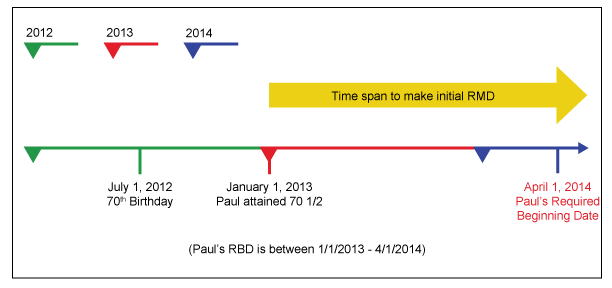 2012
2013
2014
Time span to make initial RMD
July 1, 2012
70th Birthday
January 1, 2013
Paul attained 70 1/2
April 1, 2014
Paul's Required
Beginning Date
(Paul's RBD is between 1/1/2013 - 4/1/2014)